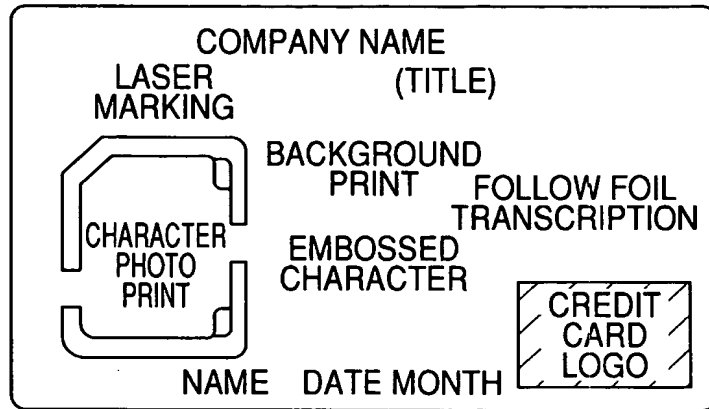 COMPANY NAME
(TITLE)
LASER
MARKING
BACKGROUND
PRINT
FOLLOW FOIL
TRANSCRIPTION
CHARACTER
PHOTO
PRINT
EMBOSSED
CHARACTER
CREDIT
CARD
LOGO
NAME DATE MONTH